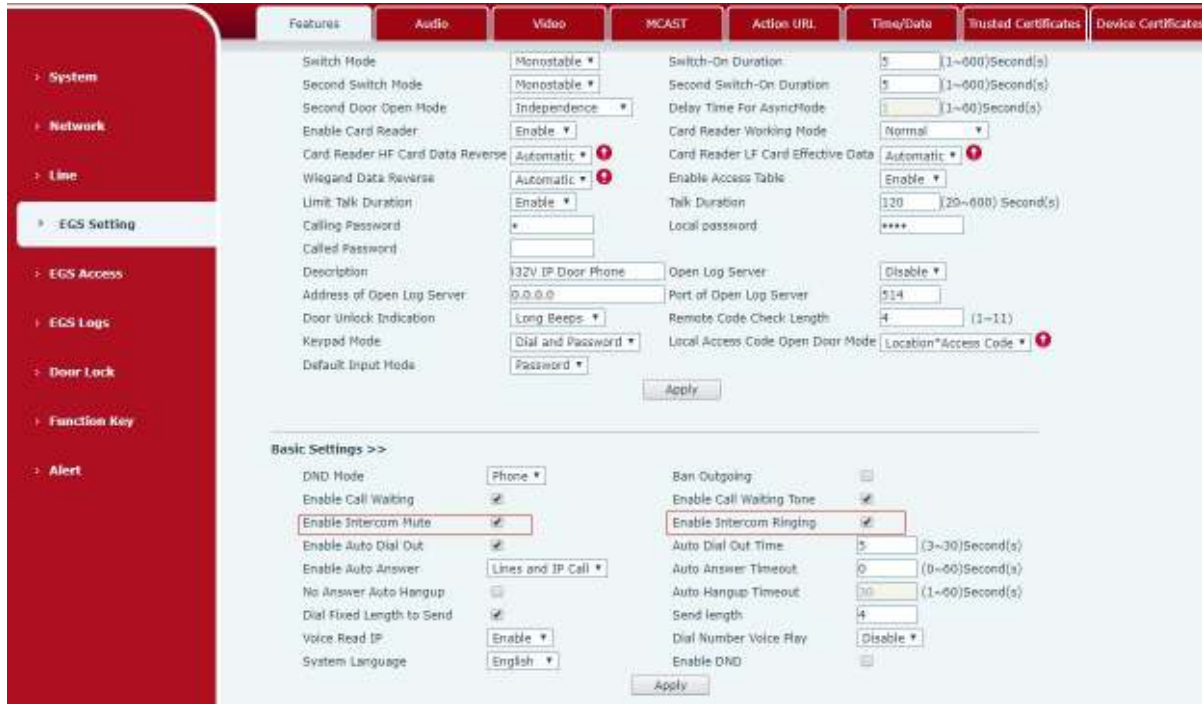 Features Audio Video MCAST Action URL Time/Date Trusted Certificates Device Certificates
› System
› Network
› Line
› EGS Setting
› EGS Access
› EGS Logs
› Door Lock
› Function Key
› Alert
Switch Mode Monostable Switch-On Duration 5 (1~600)Second(s)
Second Switch Mode Monostable Second Switch-On Duration 5 (1~600)Second(s)
Second Door Open Mode Independence Delay Time For AsyncMode 1 (1~60)Second(s)
Enable Card Reader Enable Card Reader Working Mode Normal
Card Reader HF Card Data Reverse Automatic Card Reader LF Card Effective Data Automatic
Wiegand Data Reverse Automatic Enable Access Table Enable
Limit Talk Duration Enable Talk Duration 120 (20~600) Second(s)
Calling Password * Local password ****
Called Password
Description i32V IP Door Phone Open Log Server Disable
Address of Open Log Server 0.0.0.0 Port of Open Log Server 514
Door Unlock Indication Long Beeps Remote Code Check Length 4 (1~11)
Keypad Mode Dial and Password Local Access Code Open Door Mode Location*Access Code
Default Input Mode Password
Apply
Basic Settings >>
DND Mode Phone Ban Outgoing
Enable Call Waiting Enable Call Waiting Tone
Enable Intercom Mute Enable Intercom Ringing
Enable Auto Dial Out Auto Dial Out Time 5 (3~30)Second(s)
Enable Auto Answer Lines and IP Call Auto Answer Timeout 0 (0~60)Second(s)
No Answer Auto Hangup Auto Hangup Timeout 30 (1~60)Second(s)
Dial Fixed Length to Send Send length 4
Voice Read IP Enable Dial Number Voice Play Disable
System Language English Enable DND
Apply